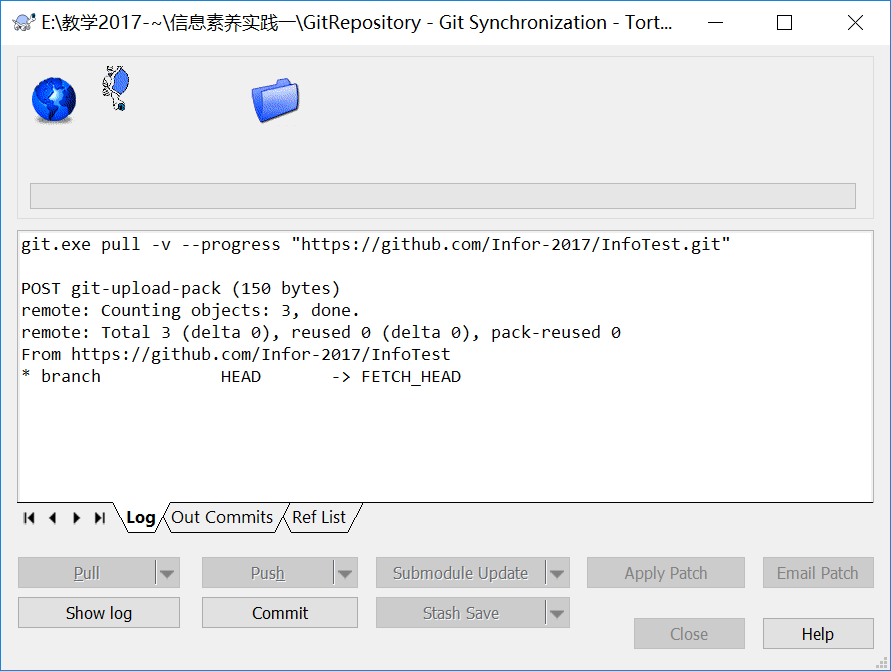 E:\教学2017-~\信息素养实践一\GitRepository - Git Synchronization - Tort...
git.exe pull -v --progress "https://github.com/Infor-2017/InfoTest.git"
POST git-upload-pack (150 bytes)
remote: Counting objects: 3, done.
remote: Total 3 (delta 0), reused 0 (delta 0), pack-reused 0
From https://github.com/Infor-2017/InfoTest
* branch            HEAD       -> FETCH_HEAD
Log Out Commits Ref List
Pull Push Submodule Update Apply Patch Email Patch
Show log Commit Stash Save
Close Help